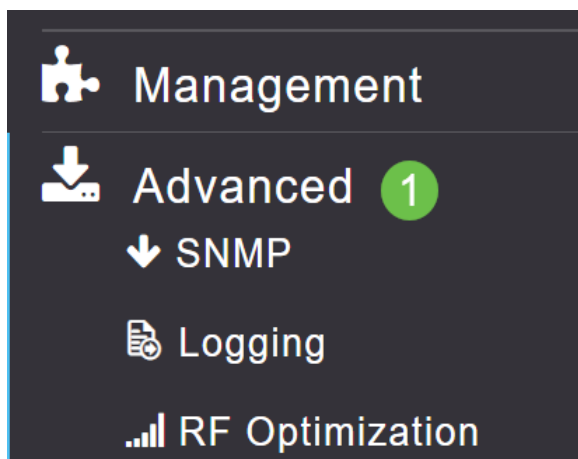 Management
Advanced 1
SNMP
Logging
RF Optimization